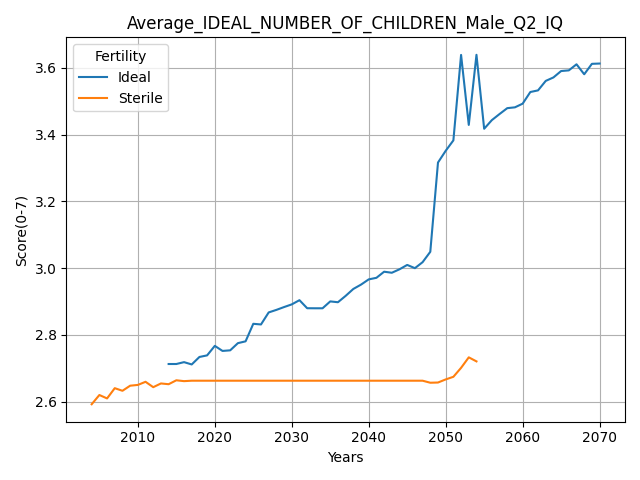 Average_IDEAL_NUMBER_OF_CHILDREN_Male_Q2_IQ
Fertility
Ideal
Sterile
Score(0-7)
3.6
3.4
3.2
3.0
2.8
2.6
2010 2020 2030 2040 2050 2060 2070
Years